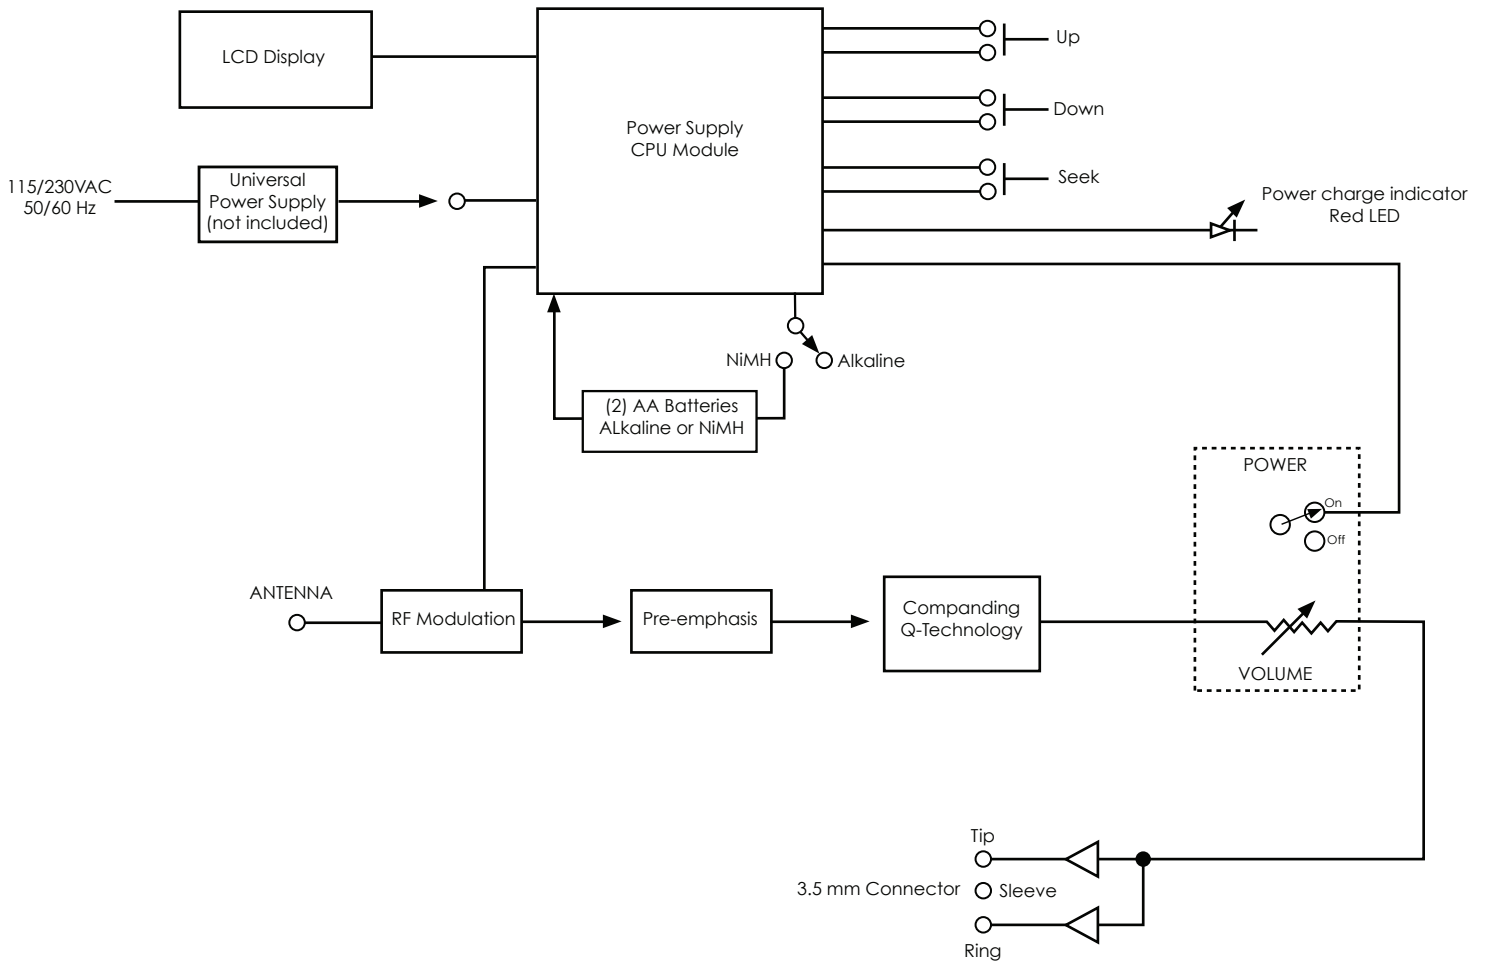 LCD Display
Power Supply
CPU Module
Up
Down
Seek
115/230VAC
50/60 Hz
Universal
Power Supply
(not included)
Power charge indicator
Red LED
NiMH
Alkaline
(2) AA Batteries
ALkaline or NiMH
POWER
On
Off
ANTENNA
RF Modulation
Pre-emphasis
Companding
Q-Technology
VOLUME
Tip
3.5 mm Connector
Sleeve
Ring